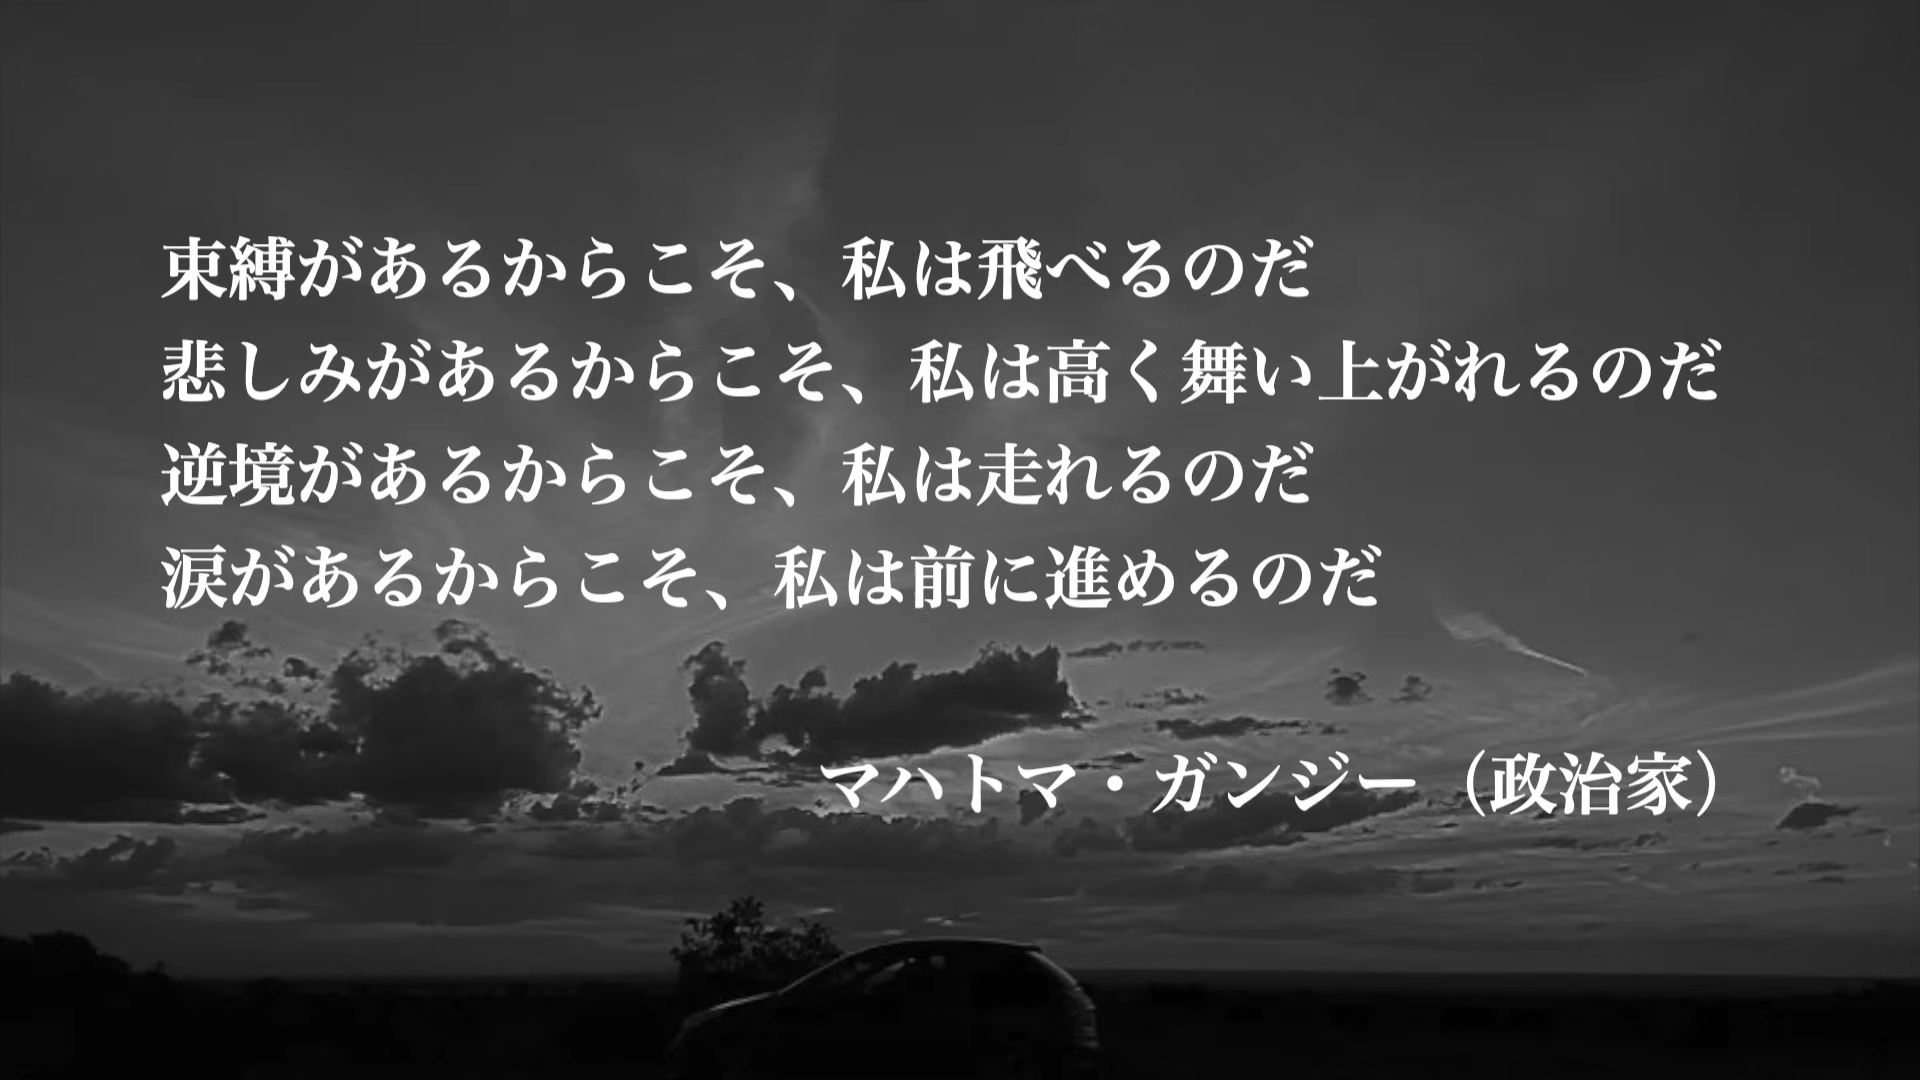 束縛があるからこそ、私は飛べるのだ
悲しみがあるからこそ、私は高く舞い上がれるのだ
逆境があるからこそ、私は走れるのだ
涙があるからこそ、私は前に進めるのだ
マハトマ・ガンジー（政治家）